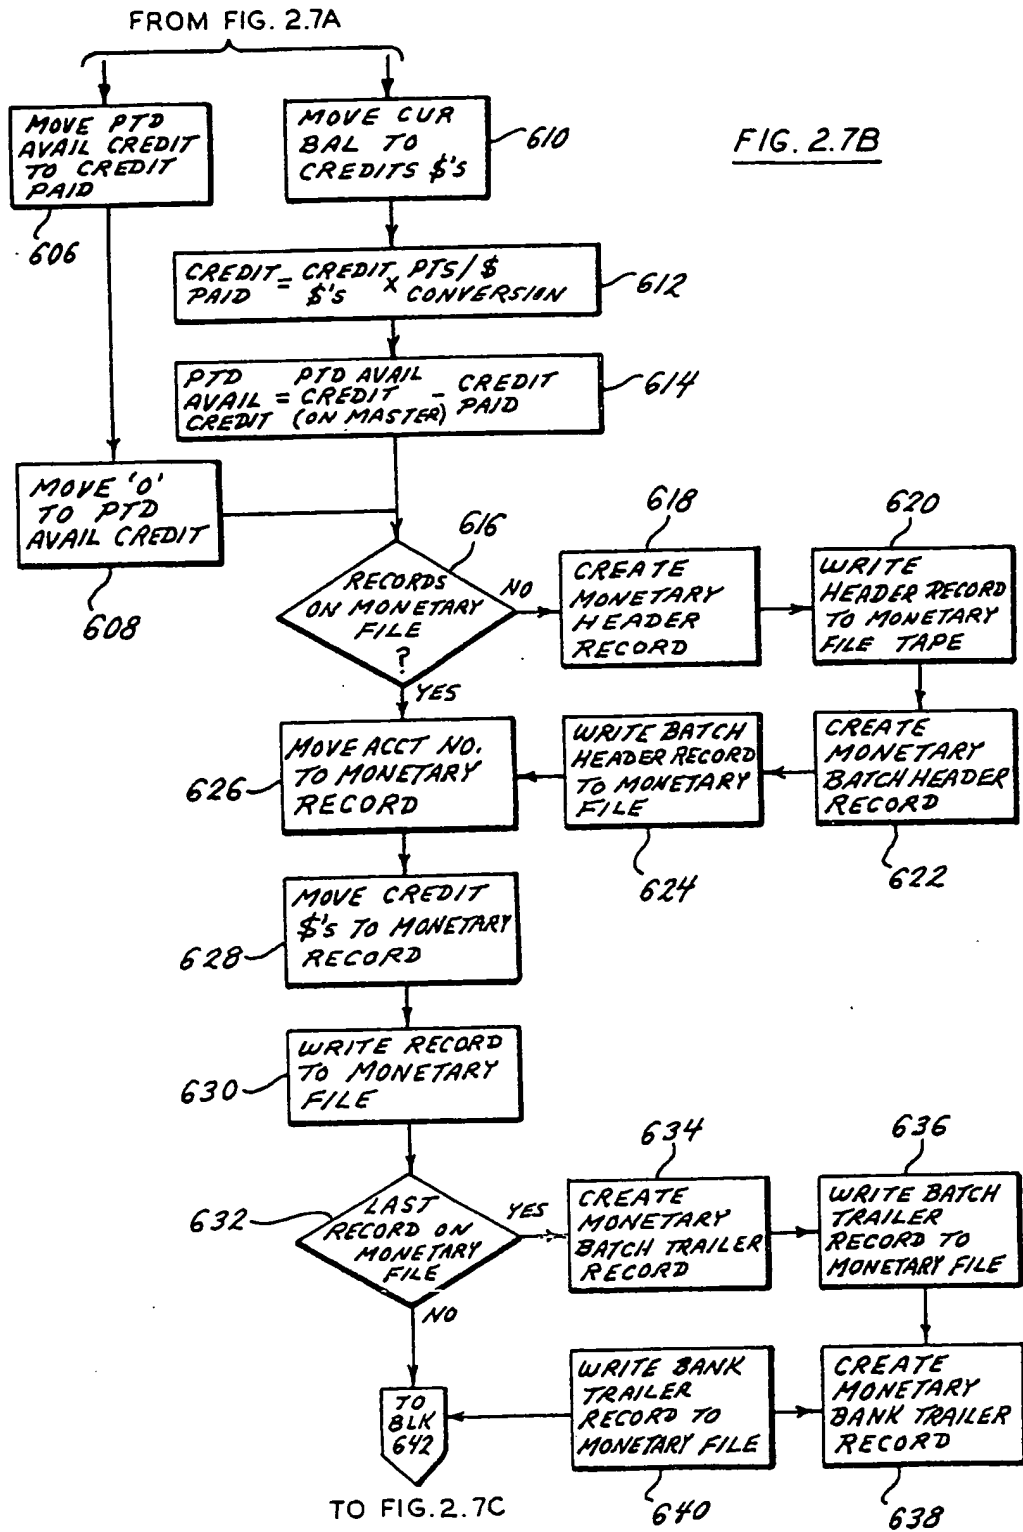 FROM FIG. 2.7A
MOVE PTD
AVAIL CREDIT
TO CREDIT
PAID
606
MOVE CUR
BAL TO
CREDITS $'s
610
FIG. 2.7B
CREDIT PAID = CREDIT $'s x PTS/$ CONVERSION
612
PTD AVAIL CREDIT = PTD AVAIL CREDIT (ON MASTER) - CREDIT PAID
614
MOVE 'O'
TO PTD
AVAIL CREDIT
608
RECORDS
ON MONETARY
FILE
?
616
NO
YES
CREATE
MONETARY
HEADER
RECORD
618
WRITE
HEADER RECORD
TO MONETARY
FILE TAPE
620
MOVE ACCT NO.
TO MONETARY
RECORD
626
WRITE BATCH
HEADER RECORD
TO MONETARY
FILE
624
CREATE
MONETARY
BATCH HEADER
RECORD
622
MOVE CREDIT
$'s TO MONETARY
RECORD
628
WRITE RECORD
TO MONETARY
FILE
630
LAST
RECORD ON
MONETARY
FILE
632
YES
NO
CREATE
MONETARY
BATCH TRAILER
RECORD
634
WRITE BATCH
TRAILER
RECORD TO
MONETARY FILE
636
TO
BLK
642
WRITE BANK
TRAILER
RECORD TO
MONETARY FILE
640
CREATE
MONETARY
BANK TRAILER
RECORD
638
TO FIG. 2.7C